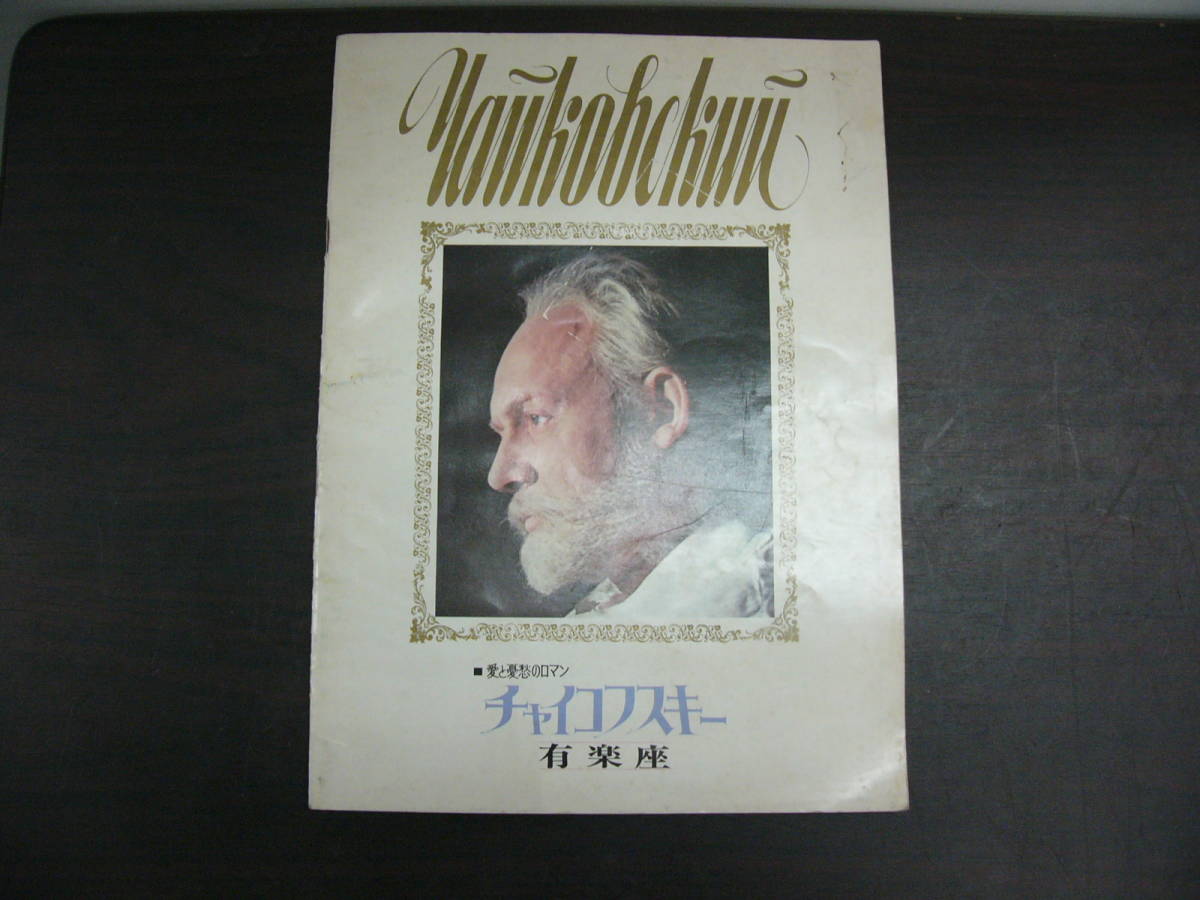 Чайковский
■ 愛と憂愁のロマン
チャイコフスキー
有楽座